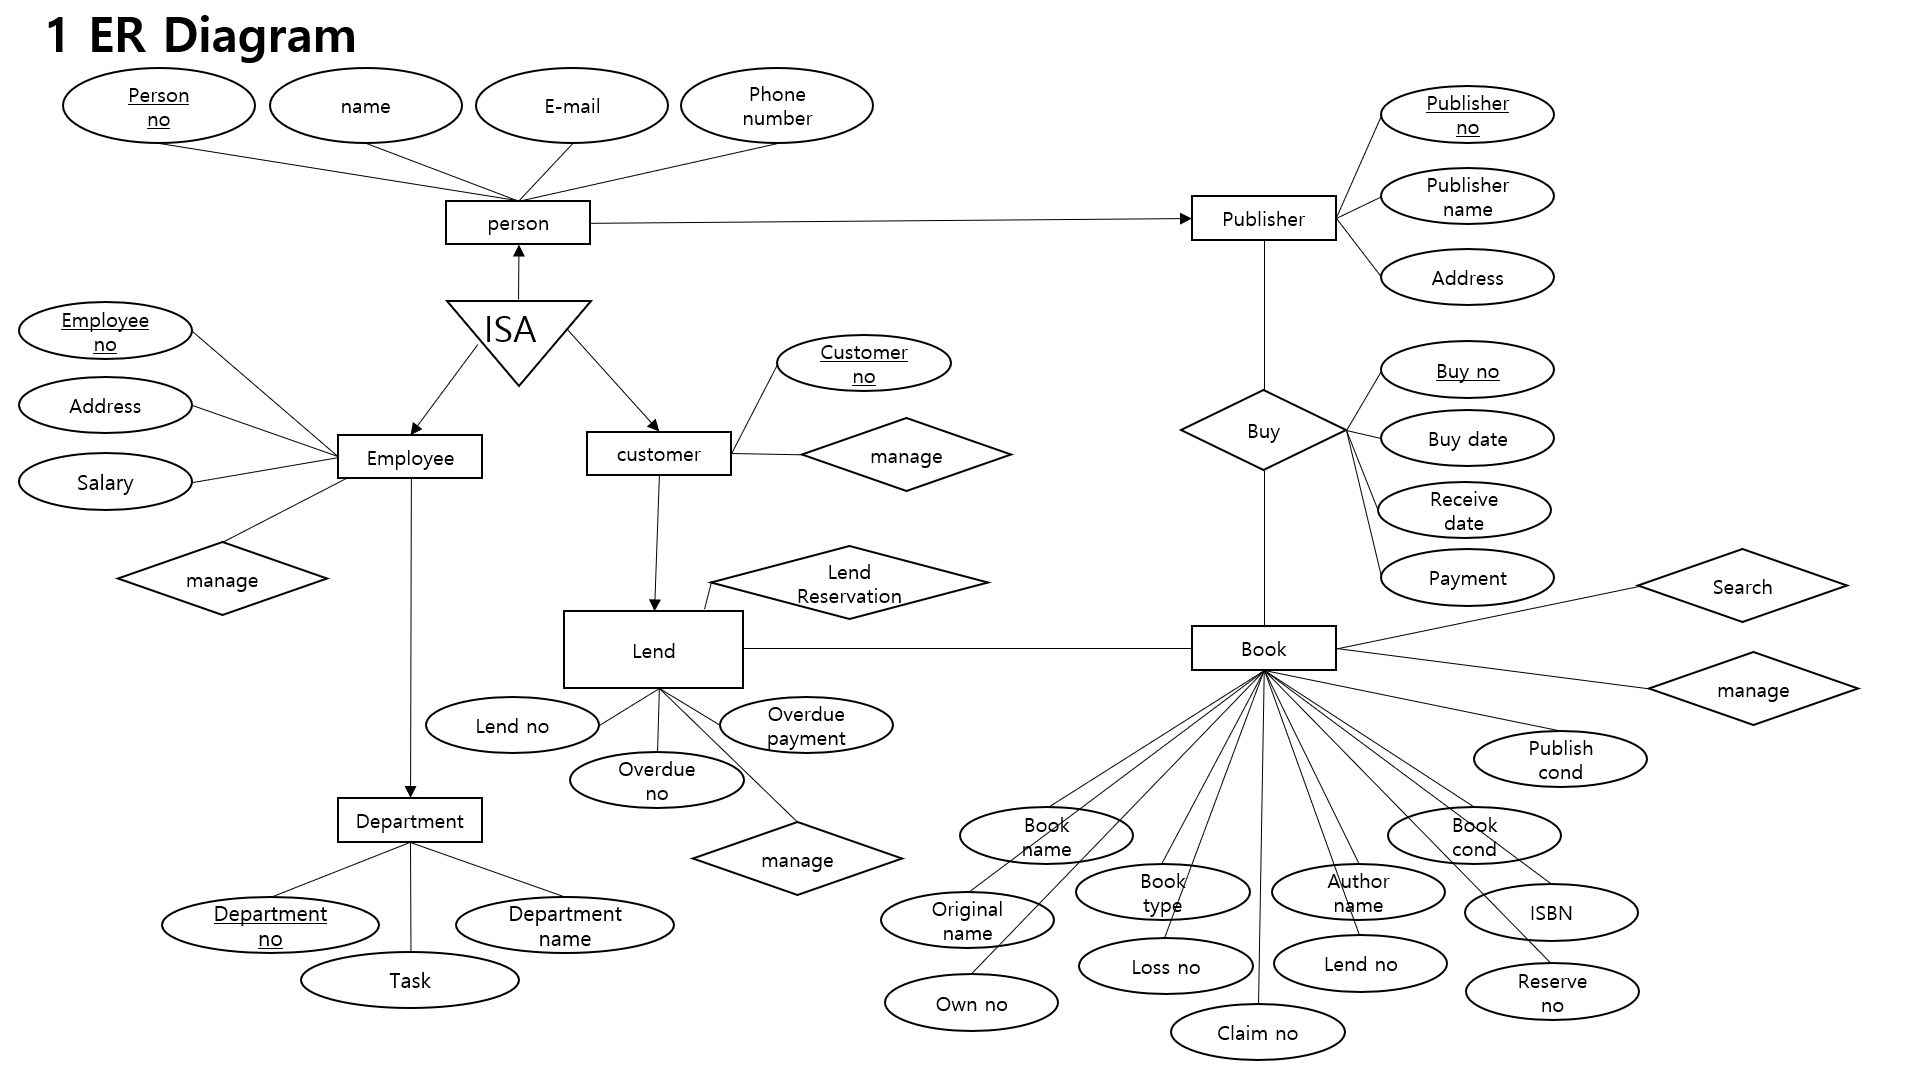 1 ER Diagram
Person
no
name
E-mail
Phone
number
Publisher
no
Publisher
name
Address
person
Publisher
ISA
Employee
no
Address
Salary
Employee
manage
Customer
no
customer
manage
Buy
Buy no
Buy date
Receive
date
Payment
Lend
Reservation
Lend
Book
Search
manage
Lend no
Overdue
no
Overdue
payment
manage
Department
Department
no
Task
Department
name
Publish
cond
Book
name
Book
cond
Original
name
Book
type
Author
name
ISBN
Own no
Loss no
Lend no
Reserve
no
Claim no